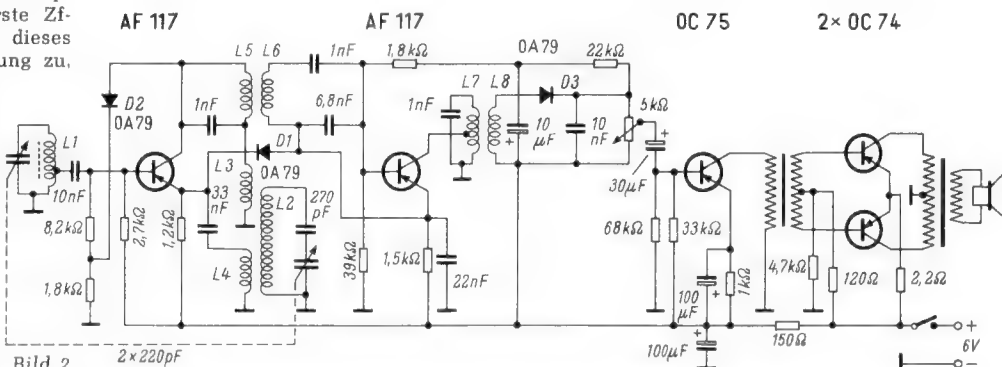 rste Zf-
dieses
ung zu.
AF 117
AF 117
OC 75
2× OC 74
L5 L6
1nF
1,8kΩ
0A79
22kΩ
L7 L8
D3
D2
0A79
1nF
6,8nF
1nF
5kΩ
L1
D1
10
μF
+
10
nF
10nF
L3
0A79
30μF
+
33
nF
L2
270
pF
8,2kΩ
2,7kΩ
1,2kΩ
39kΩ
1,5kΩ
68kΩ
33kΩ
1,8kΩ
L4
22nF
100
μF
+
1kΩ
4,7kΩ
120Ω
2,2Ω
100μF
+
150Ω
+
6V
−
2×220pF
Bild 2